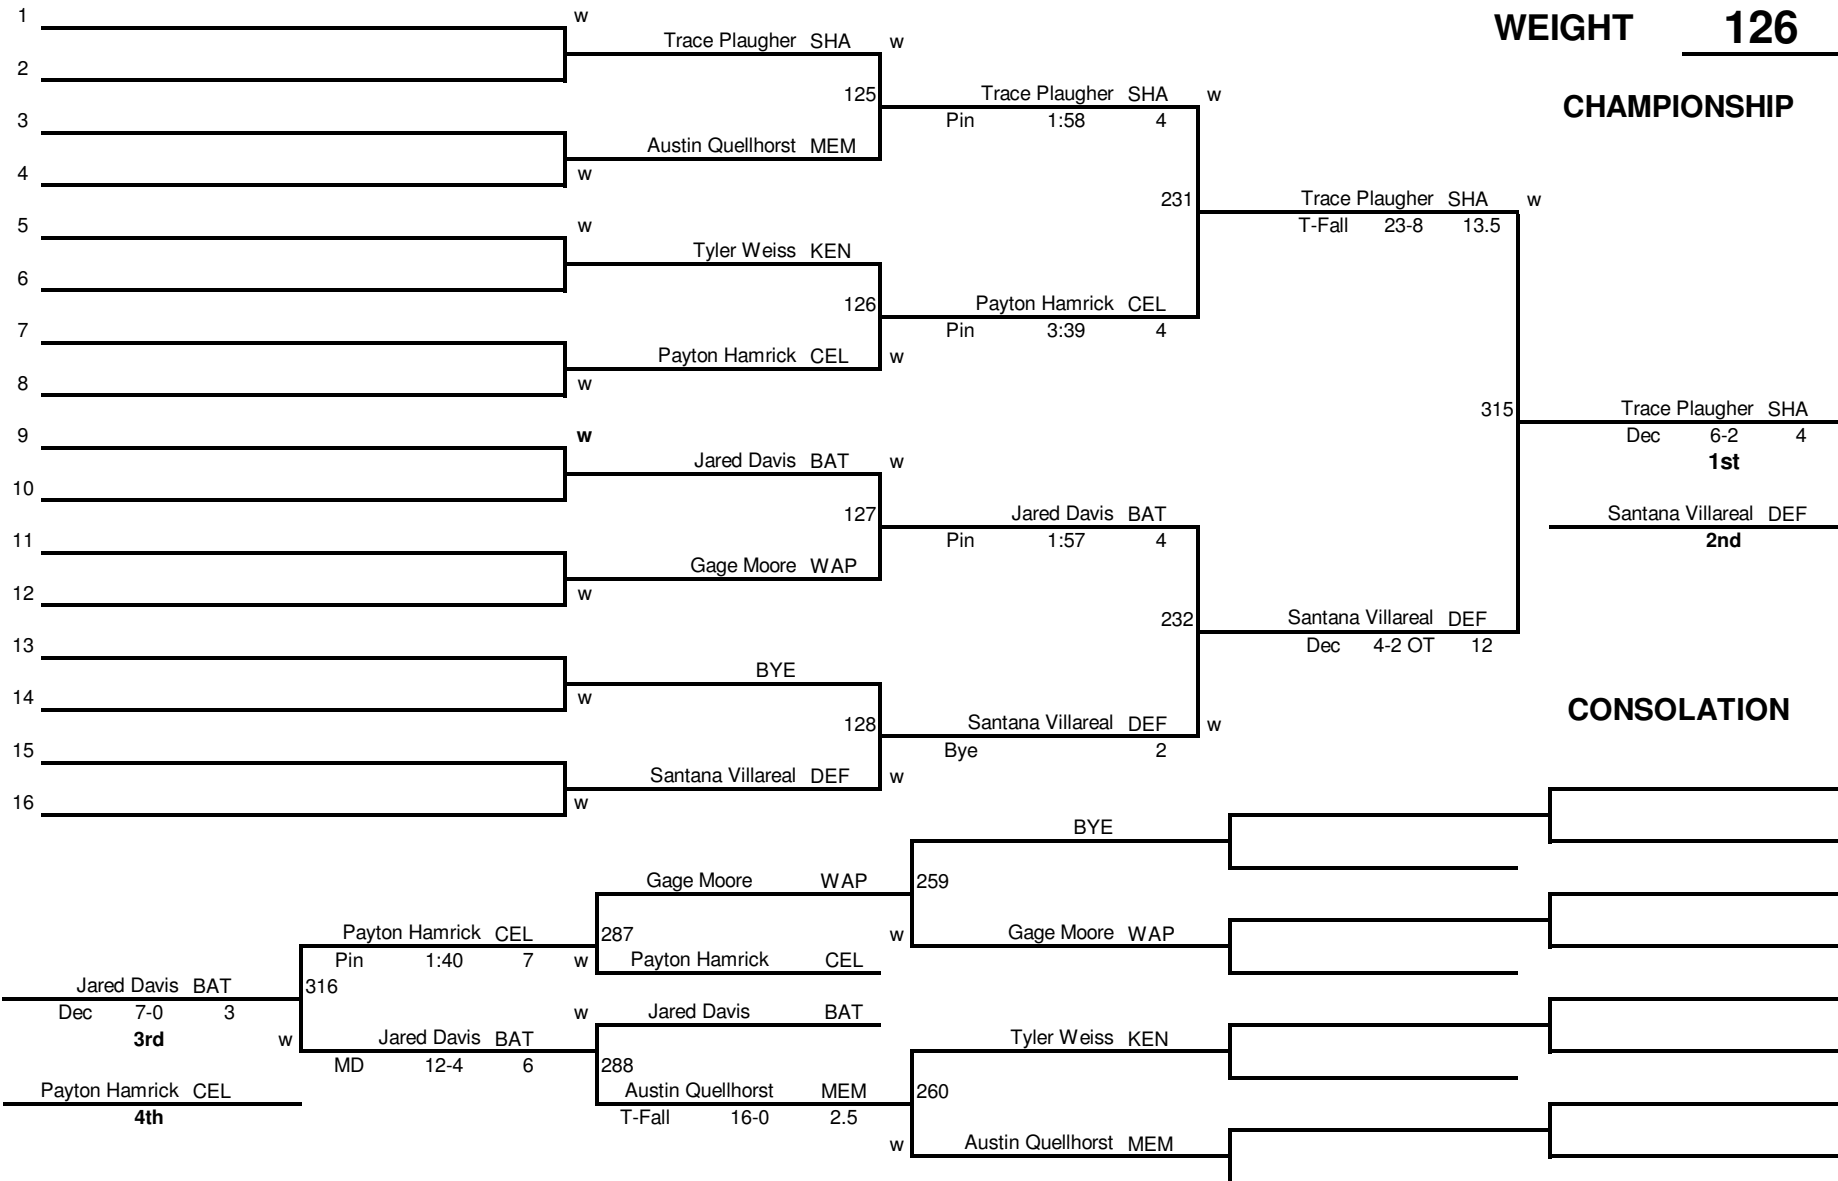 WEIGHT 126
CHAMPIONSHIP
1 w
Trace Plaugher SHA w
2
125 Trace Plaugher SHA w
Pin 1:58 4
3
Austin Quellhorst MEM
4 w
231 Trace Plaugher SHA w
T-Fall 23-8 13.5
5 w
Tyler Weiss KEN
6
126 Payton Hamrick CEL
Pin 3:39 4
7
Payton Hamrick CEL w
8 w
315 Trace Plaugher SHA
Dec 6-2 4
1st
9 w
Jared Davis BAT w
10
127 Jared Davis BAT
Pin 1:57 4
Santana Villareal DEF
2nd
11
Gage Moore WAP
12 w
232 Santana Villareal DEF
Dec 4-2 OT 12
13
BYE
14 w
128 Santana Villareal DEF w
Bye 2
15
Santana Villareal DEF w
16 w
CONSOLATION
BYE
Gage Moore WAP 259
Payton Hamrick CEL 287 w Gage Moore WAP
Pin 1:40 7 w Payton Hamrick CEL
Jared Davis BAT 316
Dec 7-0 3 w Jared Davis BAT
3rd w Jared Davis BAT Tyler Weiss KEN
MD 12-4 6 288
Payton Hamrick CEL Austin Quellhorst MEM 260
4th T-Fall 16-0 2.5
w Austin Quellhorst MEM